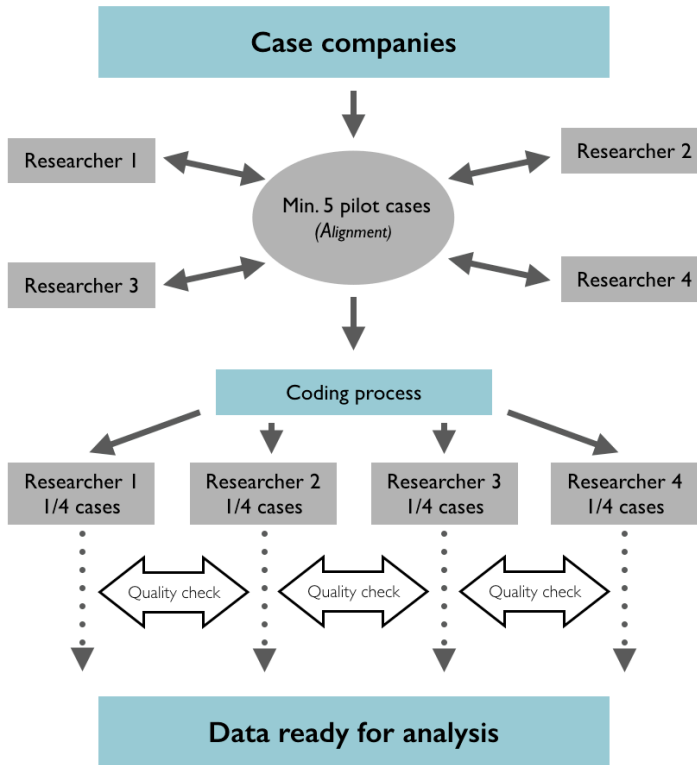 Case companies
Researcher 1
Researcher 2
Min. 5 pilot cases
(Alignment)
Researcher 3
Researcher 4
Coding process
Researcher 1
1/4 cases
Researcher 2
1/4 cases
Researcher 3
1/4 cases
Researcher 4
1/4 cases
Quality check
Quality check
Quality check
Data ready for analysis